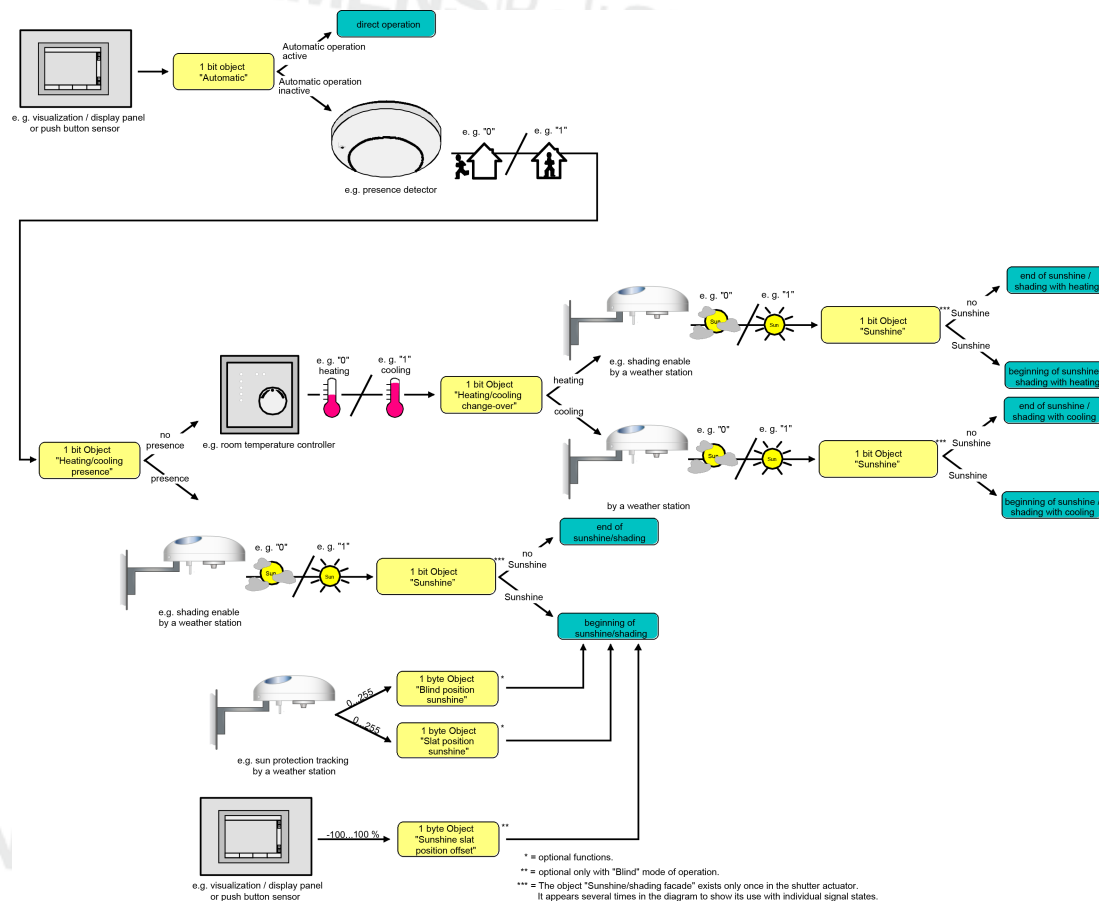 direct operation
Automatic operation
active
1 bit object
"Automatic"
Automatic operation
inactive
e. g. visualization / display panel
or push button sensor
e. g. "0"
e. g. "1"
e.g. presence detector
end of sunshine /
shading with heating
no
Sunshine
e. g. "0"
e. g. "1"
Sun
Sun
1 bit Object
"Sunshine"
***
Sunshine
e.g. shading enable
by a weather station
beginning of sunshine
shading with heating
e. g. "0"
heating
e. g. "1"
cooling
1 bit Object
"Heating/cooling
change-over"
heating
cooling
end of sunshine /
shading with cooling
no
Sunshine
e. g. "0"
e. g. "1"
Sun
Sun
1 bit Object
"Sunshine"
***
Sunshine
by a weather station
beginning of sunshine /
shading with cooling
e.g. room temperature controller
no
presence
1 bit Object
"Heating/cooling
presence"
presence
end of
sunshine/shading
no
Sunshine
e. g. "0"
e. g. "1"
Sun
Sun
1 bit Object
"Sunshine"
***
Sunshine
e.g. shading enable
by a weather station
beginning of
sunshine/shading
0...255
1 byte Object
"Blind position
sunshine"
*
0...255
1 byte Object
"Slat position
sunshine"
*
e.g. sun protection tracking
by a weather station
-100...100 %
1 byte Object
"Sunshine slat
position offset"
**
e.g. visualization / display panel
or push button sensor
* = optional functions.
** = optional only with "Blind" mode of operation.
*** = The object "Sunshine/shading facade" exists only once in the shutter actuator.
It appears several times in the diagram to show its use with individual signal states.